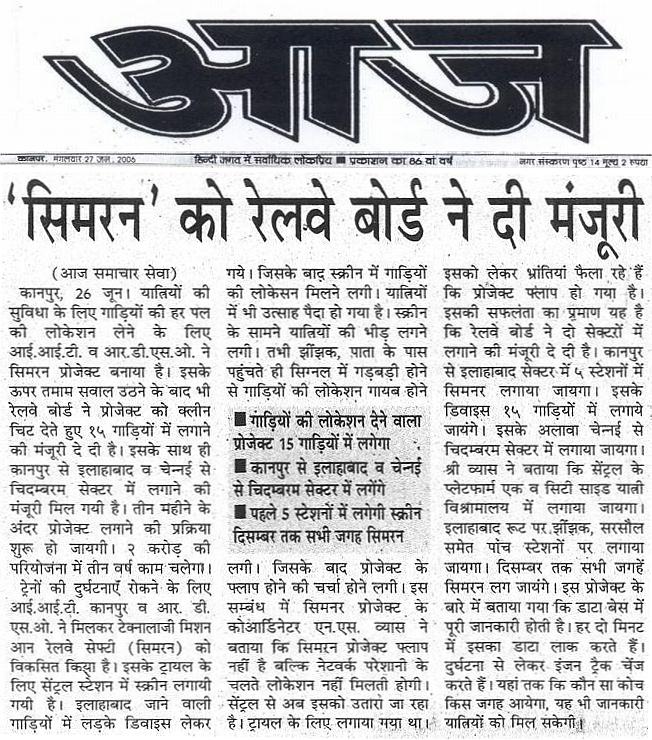 आज
कानपुर, मंगलवार 27 जून, 2006
हिन्दी जगत में सर्वाधिक लोकप्रिय ■ प्रकाशन का 86 वां वर्ष
नगर संस्करण पृष्ठ 14 मूल्य 2 रुपया
'सिमरन' को रेलवे बोर्ड ने दी मंजूरी
(आज समाचार सेवा)
कानपुर, 26 जून। यात्रियों की
सुविधा के लिए गाड़ियों की हर पल
की लोकेशन लेने के लिए
आई.आई.टी. व आर.डी.एस.ओ. ने
सिमरन प्रोजेक्ट बनाया है। इसके
ऊपर तमाम सवाल उठने के बाद भी
रेलवे बोर्ड ने प्रोजेक्ट को क्लीन
चिट देते हुए १५ गाड़ियों में लगाने
की मंजूरी दे दी है। इसके साथ ही
कानपुर से इलाहाबाद व चेन्नई से
चिदम्बरम सेक्टर में लगाने की
मंजूरी मिल गयी है। तीन महीने के
अंदर प्रोजेक्ट लगाने की प्रक्रिया
शुरू हो जायगी। २ करोड़ की
परियोजना में तीन वर्ष काम चलेगा।
ट्रेनों की दुर्घटनाएँ रोकने के लिए
आई.आई.टी. कानपुर व आर. डी.
एस.ओ. ने मिलकर टेक्नालाजी मिशन
आन रेलवे सेफ्टी (सिमरन) को
विकसित किया है। इसके ट्रायल के
लिए सेंट्रल स्टेशन में स्क्रीन लगायी
गयी है। इलाहाबाद जाने वाली
गाड़ियों में लड़के डिवाइस लेकर
गये। जिसके बाद स्क्रीन में गाड़ियों
की लोकेसन मिलने लगी। यात्रियों
में भी उत्साह पैदा हो गया है। स्क्रीन
के सामने यात्रियों की भीड़ लगने
लगी। तभी झींझक, पाता के पास
पहुंचते ही सिग्नल में गड़बड़ी होने
से गाड़ियों की लोकेशन गायब होने
■ गाड़ियों की लोकेशन देने वाला
प्रोजेक्ट 15 गाड़ियों में लगेगा
■ कानपुर से इलाहाबाद व चेन्नई
से चिदम्बरम सेक्टर में लगेंगे
■ पहले 5 स्टेशनों में लगेगी स्क्रीन
दिसम्बर तक सभी जगह सिमरन
लगी। जिसके बाद प्रोजेक्ट के
फ्लाप होने की चर्चा होने लगी। इस
सम्बंध में सिमनर प्रोजेक्ट के
कोआर्डिनेटर एन.एस. व्यास ने
बताया कि सिमरन प्रोजेक्ट फ्लाप
नहीं है बल्कि नेटवर्क परेशानी के
चलते लोकेशन नहीं मिलती होगी।
सेंट्रल से अब इसको उतारा जा रहा
है। ट्रायल के लिए लगाया गया था।
इसको लेकर भ्रांतियां फैला रहे हैं
कि प्रोजेक्ट फ्लाप हो गया है।
इसकी सफलता का प्रमाण यह है
कि रेलवे बोर्ड ने दो सेक्टरों में
लगाने की मंजूरी दे दी है। कानपुर
से इलाहाबाद सेक्टर में ५ स्टेशनों में
सिमनर लगाया जायगा। इसके
डिवाइस १५ गाड़ियों में लगाये
जायंगे। इसके अलावा चेन्नई से
चिदम्बरम सेक्टर में लगाया जायगा।
श्री व्यास ने बताया कि सेंट्रल के
प्लेटफार्म एक व सिटी साइड यात्री
विश्रामालय में लगाया जायगा।
इलाहाबाद रूट पर झींझक, सरसौल
समेत पांच स्टेशनों पर लगाया
जायगा। दिसम्बर तक सभी जगहें
सिमरन लग जायंगे। इस प्रोजेक्ट के
बारे में बताया गया कि डाटा बेस में
पूरी जानकारी होती है। हर दो मिनट
में इसका डाटा लाक करते हैं।
दुर्घटना से लेकर इंजन ट्रैक चेंज
करते हैं। यहां तक कि कौन सा कोच
किस जगह आयेगा, यह भी जानकारी
यात्रियों को मिल सकेगी।